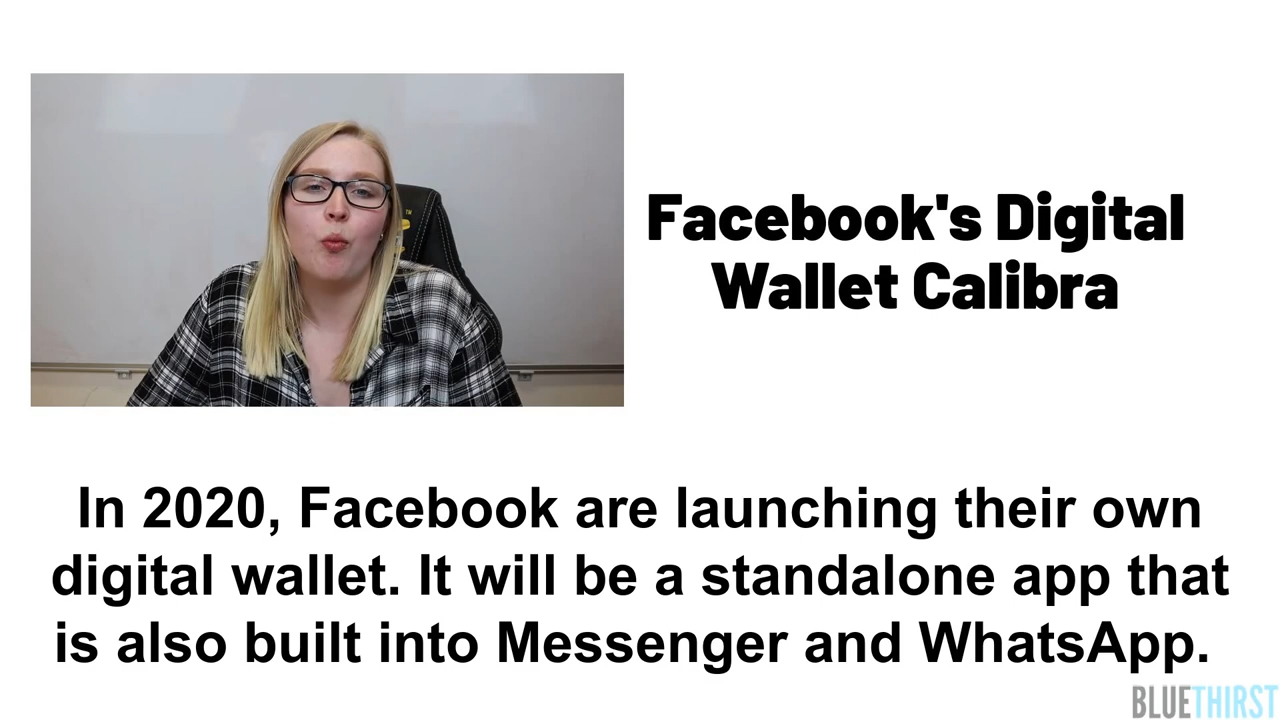 Facebook's Digital
Wallet Calibra
In 2020, Facebook are launching their own
digital wallet. It will be a standalone app that
is also built into Messenger and WhatsApp.
BLUETHIRST